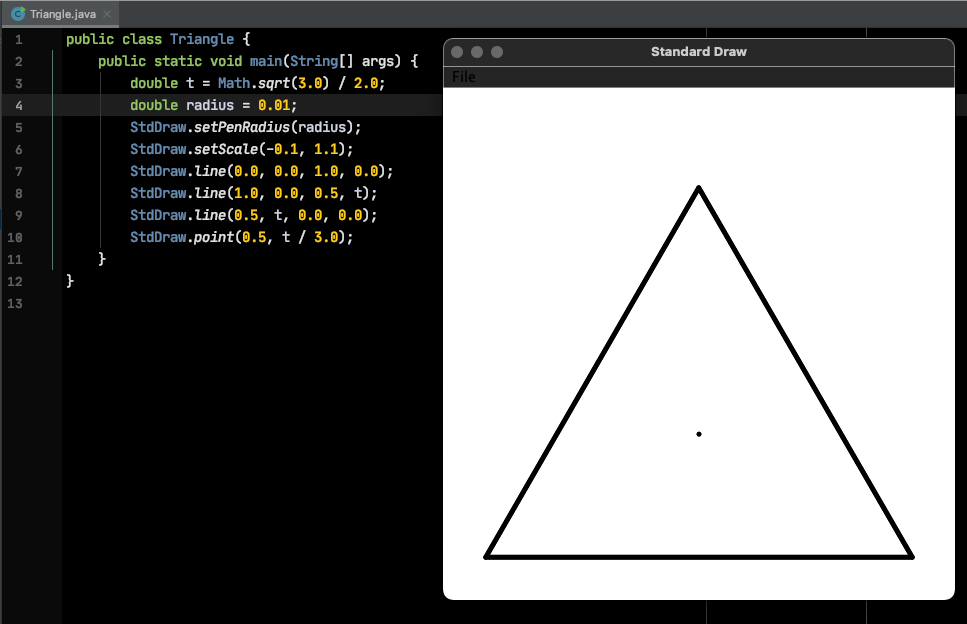 Triangle.java
1 public class Triangle {
2     public static void main(String[] args) {
3         double t = Math.sqrt(3.0) / 2.0;
4         double radius = 0.01;
5         StdDraw.setPenRadius(radius);
6         StdDraw.setScale(-0.1, 1.1);
7         StdDraw.line(0.0, 0.0, 1.0, 0.0);
8         StdDraw.line(1.0, 0.0, 0.5, t);
9         StdDraw.line(0.5, t, 0.0, 0.0);
10         StdDraw.point(0.5, t / 3.0);
11     }
12 }
13
Standard Draw
File